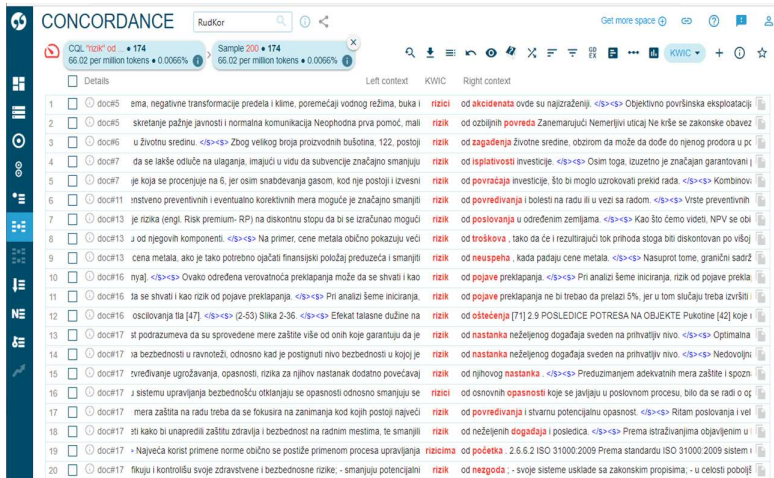 CONCORDANCE RudKor Get more space
CQL "rizik" od ... • 174
66.02 per million tokens • 0.0066%
Sample 200 • 174
66.02 per million tokens • 0.0066%
KWIC
Details Left context KWIC Right context
1 doc#5 ema, negativne transformacije predela i klime, poremećaji vodnog režima, buka i rizici od akcidenata ovde su najizraženiji. </s><s> Objektivno površinska eksploatacija
2 doc#5 skretanje pažnje javnosti i normalna komunikacija Neophodna prva pomoć, mali rizik od ozbiljnih povreda Zanemarujući Nemerljivi uticaj Ne krše se zakonske obavez
3 doc#6 u životnu sredinu. </s><s> Zbog velikog broja proizvodnih bušotina, 122, postoji rizik od zagađenja životne sredine, obzirom da može da dođe do njenog prodora u po
4 doc#7 da se lakše odluče na ulaganja, imajući u vidu da subvencije značajno smanjuju rizik od isplativosti investicije. </s><s> Osim toga, izuzetno je značajan garantovani
5 doc#7 je koja se procenjuje na 6, jer osim snabdevanja gasom, kod nje postoji i izvesni rizik od povraćaja investicije, što bi moglo uzrokovati prekid rada. </s><s> Kombinova
6 doc#11 enstveno preventivnih i eventualno korektivnih mera moguće je značajno smanjiti rizik od povređivanja i bolesti na radu ili u vezi sa radom. </s><s> Vrste preventivnih
7 doc#13 je rizika (engl. Risk premium- RP) na diskontnu stopu da bi se izračunao mogući rizik od poslovanja u određenim zemljama. </s><s> Kao što ćemo videti, NPV se obi
8 doc#13 u od njegovih komponenti. </s><s> Na primer, cene metala obično pokazuju veći rizik od troškova , tako da će i rezultirajući tok prihoda stoga biti diskontovan po višoj
9 doc#13 cena metala, ako je tako potrebno ojačati finansijski položaj preduzeća i smanjiti rizik od neuspeha , kada padaju cene metala. </s><s> Nasuprot tome, granični sadrž
10 doc#16 nya]. </s><s> Ovako određena verovatnoća preklapanja može da se shvati i kao rizik od pojave preklapanja. </s><s> Pri analizi šeme iniciranja, rizik od pojave prekla
11 doc#16 da se shvati i kao rizik od pojave preklapanja. </s><s> Pri analizi šeme iniciranja, rizik od pojave preklapanja ne bi trebao da prelazi 5%, jer u tom slučaju treba izvršiti
12 doc#16 oscilovanja tla [47]. </s><s> (2-53) Slika 2-36. </s><s> Efekat talasne dužine na rizik od oštećenja [71] 2.9 POSLEDICE POTRESA NA OBJEKTE Pukotine [42] koje
13 doc#17 st podrazumeva da su sprovedene mere zaštite više od onih koje garantuju da je rizik od nastanka neželjenog događaja sveden na prihvatljiv nivo. </s><s> Optimalna
14 doc#17 na bezbednosti u ravnoteži, odnosno kad je postignuti nivo bezbednosti u kojoj je rizik od nastanka neželjenog događaja sveden na prihvatljiv nivo. </s><s> Nedovoljna
15 doc#17 zvređivanje ugrožavanja, opasnosti, rizika za njihov nastanak dodatno povećavaj rizik od njihovog nastanka . </s><s> Preduzimanjem adekvatnih mera zaštite i spozna
16 doc#17 sistemu upravljanja bezbednošću otklanjaju se opasnosti odnosno smanjuju se rizici od osnovnih opasnosti koje se javljaju u poslovnom procesu, bilo da se radi o op
17 doc#17 mera zaštita na radu treba da se fokusira na zanimanja kod kojih postoji najveći rizik od povređivanja i stvarnu potencijalnu opasnost. </s><s> Ritam poslovanja i vel
18 doc#17 eti kako bi unapredili zaštitu zdravlja i bezbednost na radnim mestima, te smanjili rizik od neželjenih događaja i posledica. </s><s> Prema istraživanjima objavljenim u
19 doc#17 Najveća korist primene norme obično se postiže primenom procesa upravljanja rizicima od početka . 2.6.6.2 ISO 31000:2009 Prema standardu ISO 31000:2009 sistem
20 doc#17 fikuju i kontrolišu svoje zdravstvene i bezbednosne rizike; - smanjuju potencijalni rizik od nezgoda ; - svoje sisteme usklade sa zakonskim propisima; - u celosti poboljš